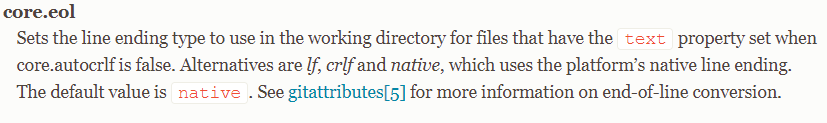 core.eol
Sets the line ending type to use in the working directory for files that have the text property set when
core.autocrlf is false. Alternatives are lf, crlf and native, which uses the platform's native line ending.
The default value is native. See gitattributes[5] for more information on end-of-line conversion.